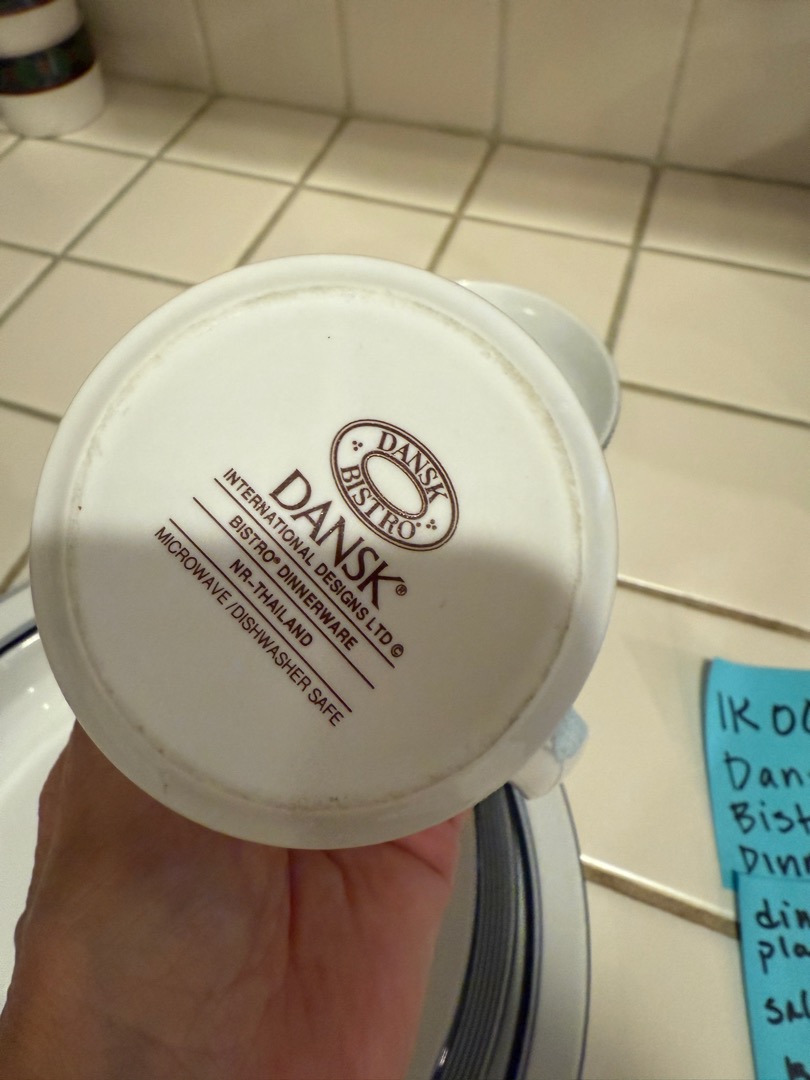 DANSK
BISTRO
DANSK®
INTERNATIONAL DESIGNS LTD ©
BISTRO® DINNERWARE
NR-THAILAND
MICROWAVE/DISHWASHER SAFE